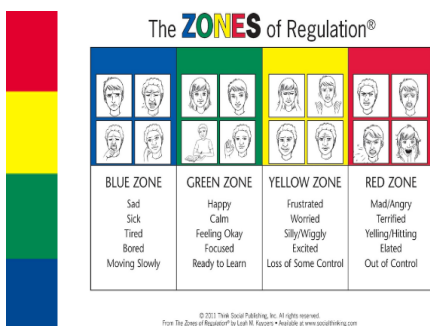 The ZONES of Regulation®
BLUE ZONE
Sad
Sick
Tired
Bored
Moving Slowly
GREEN ZONE
Happy
Calm
Feeling Okay
Focused
Ready to Learn
YELLOW ZONE
Frustrated
Worried
Silly/Wiggly
Excited
Loss of Some Control
RED ZONE
Mad/Angry
Terrified
Yelling/Hitting
Elated
Out of Control
© 2011 Think Social Publishing, Inc. All rights reserved.
From The Zones of Regulation® by Leah M. Kuypers • Available at www.socialthinking.com